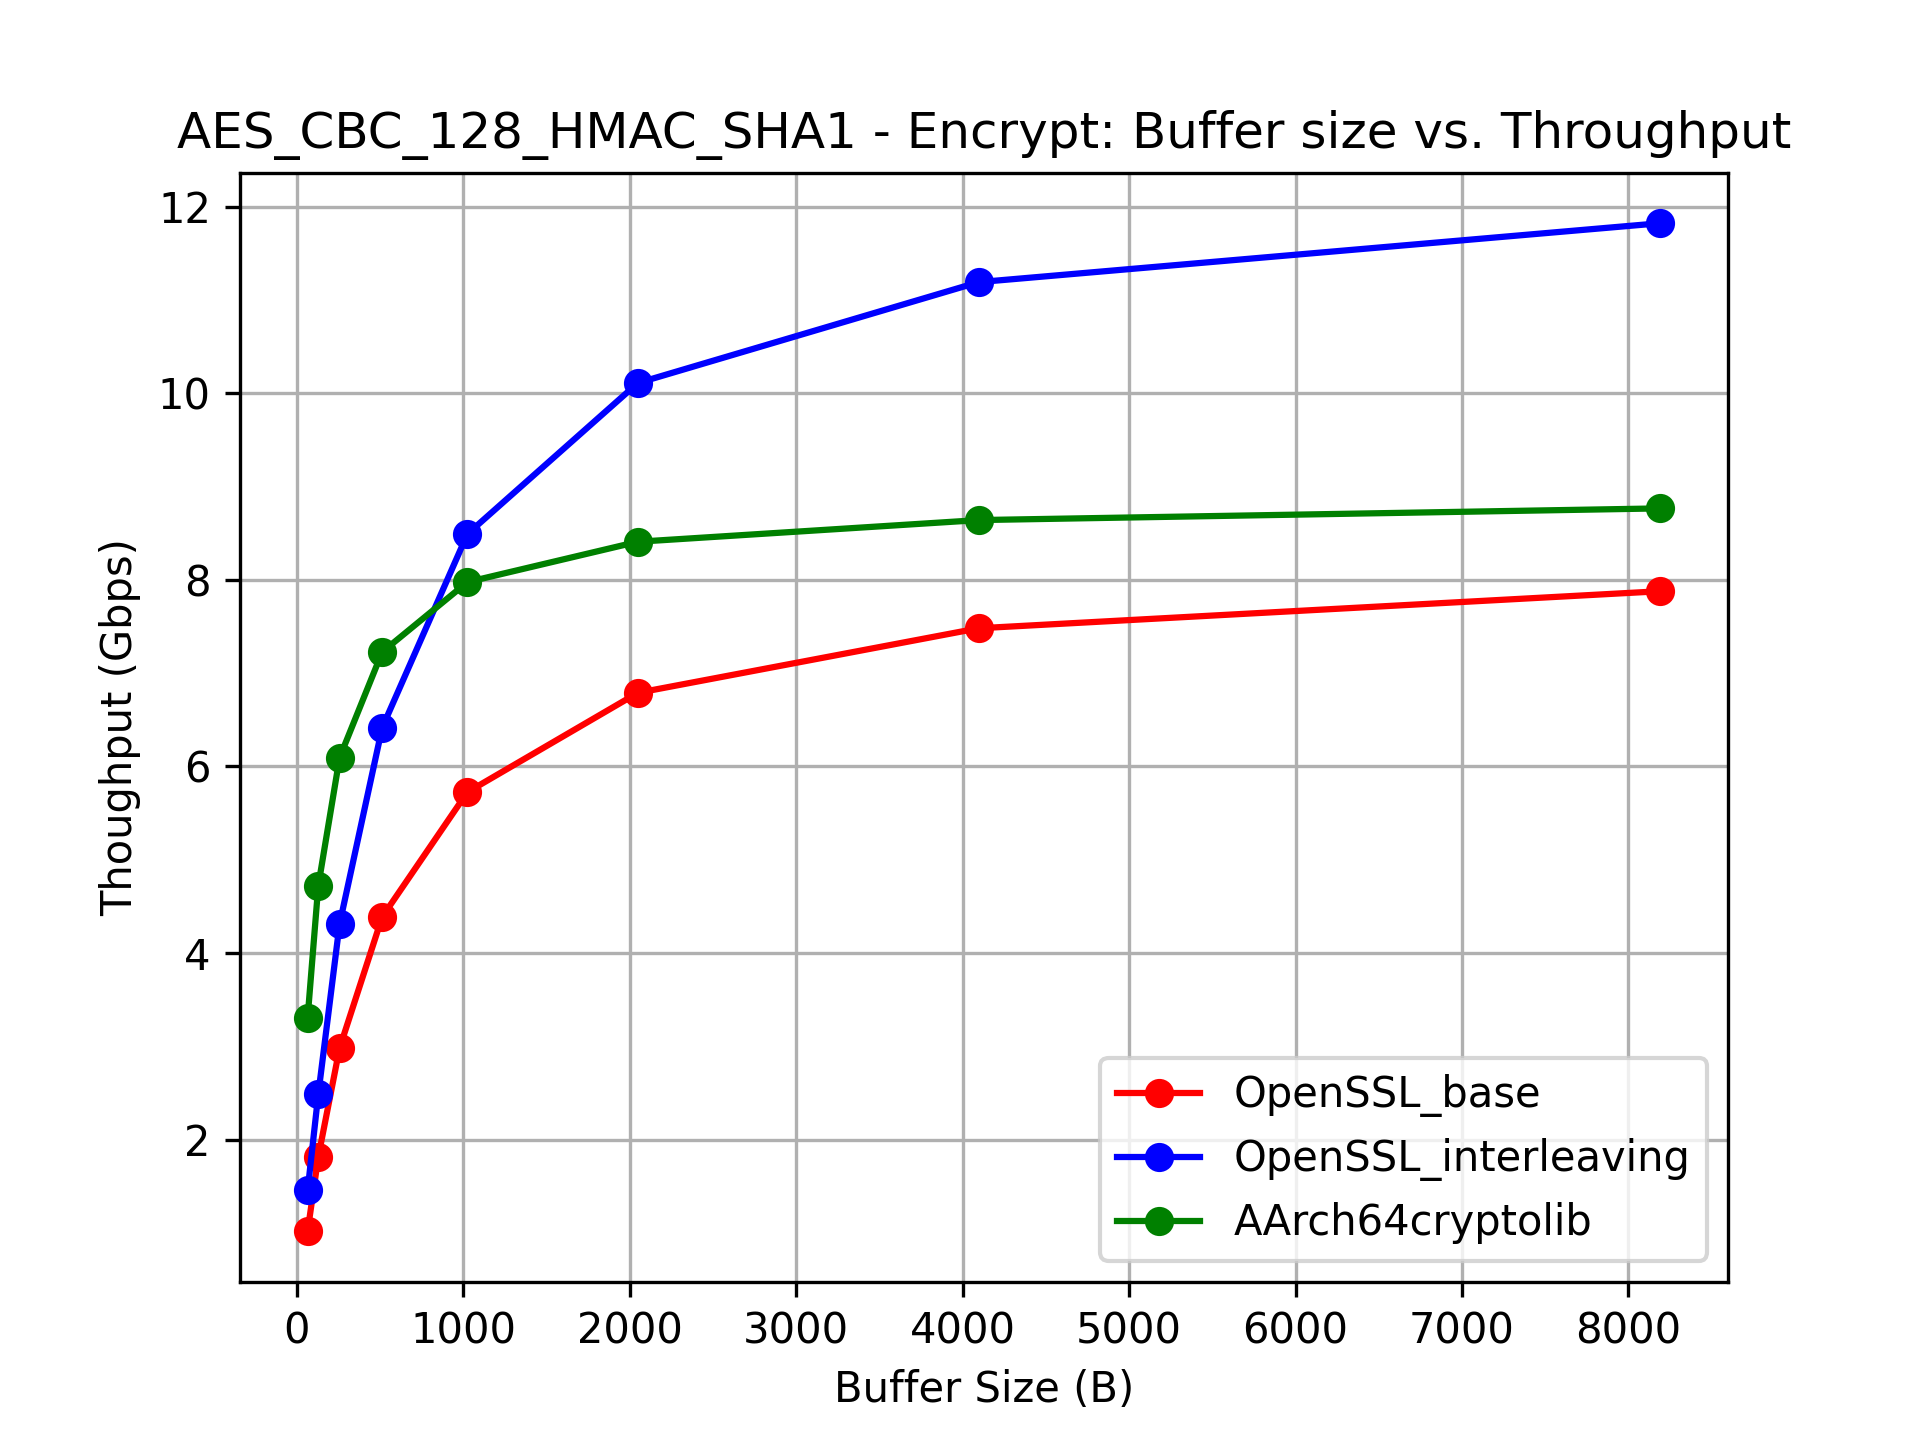 AES_CBC_128_HMAC_SHA1 - Encrypt: Buffer size vs. Throughput
12
10
8
6
4
2
Thoughput (Gbps)
OpenSSL_base
OpenSSL_interleaving
AArch64cryptolib
0 1000 2000 3000 4000 5000 6000 7000 8000
Buffer Size (B)